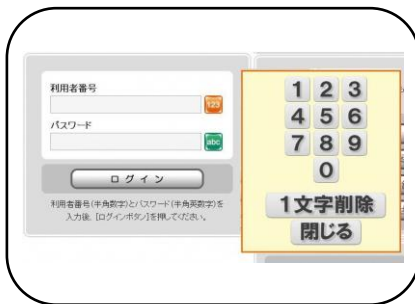 利用者番号
123
パスワード
abc
ログイン
利用者番号(半角数字)とパスワード(半角英数字)を
入力後、[ログインボタン]を押してください。
1 2 3
4 5 6
7 8 9
0
1文字削除
閉じる